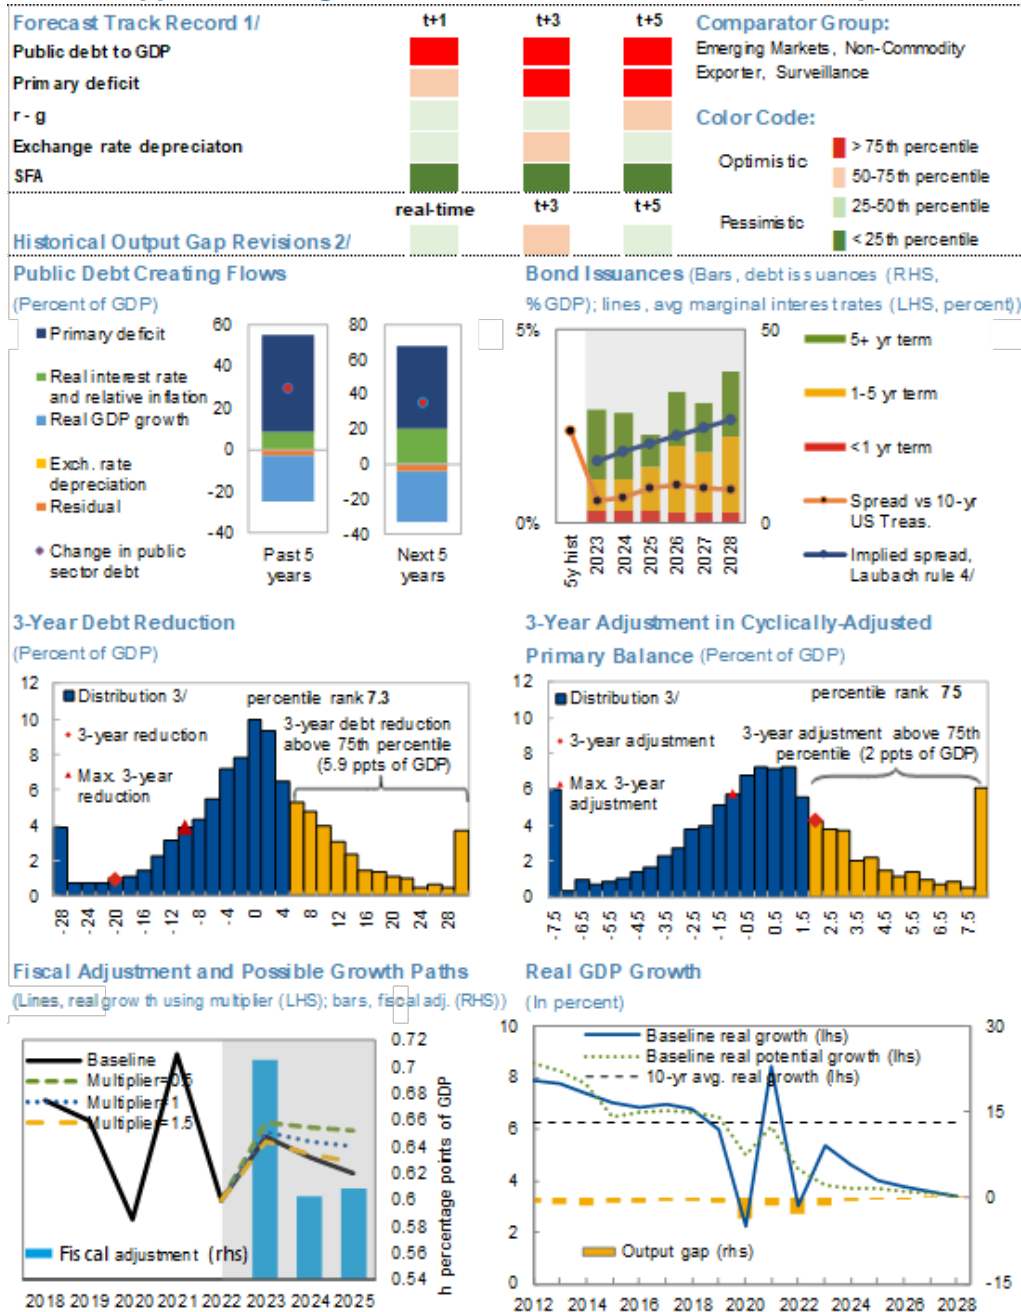 Forecast Track Record 1/ t+1 t+3 t+5 Comparator Group:
Public debt to GDP Emerging Markets, Non-Commodity
Primary deficit Exporter, Surveillance
r - g
Color Code:
Exchange rate depreciaton
Optimistic > 75th percentile
SFA 50-75th percentile
real-time t+3 t+5
Pessimistic 25-50th percentile
Historical Output Gap Revisions 2/ < 25th percentile
Public Debt Creating Flows
(Percent of GDP)
Primary deficit
Real interest rate
and relative inflation
Real GDP growth
Exch. rate
depreciation
Residual
Change in public
sector debt
60
40
20
0
-20
-40
Past 5
years
80
60
40
20
0
-20
-40
Next 5
years
Bond Issuances (Bars, debt issuances (RHS,
%GDP); lines, avg marginal interest rates (LHS, percent))
5%
0%
50
0
5y hist 2023 2024 2025 2026 2027 2028
5+ yr term
1-5 yr term
<1 yr term
Spread vs 10-yr
US Treas.
Implied spread,
Laubach rule 4/
3-Year Debt Reduction
(Percent of GDP)
12
10
8
6
4
2
0
Distribution 3/
3-year reduction
Max. 3-year
reduction
percentile rank 7.3
3-year debt reduction
above 75th percentile
(5.9 ppts of GDP)
-28 -24 -20 -16 -12 -8 -4 0 4 8 12 16 20 24 28
3-Year Adjustment in Cyclically-Adjusted
Primary Balance (Percent of GDP)
12
10
8
6
4
2
0
Distribution 3/
3-year adjustment
Max. 3-year
adjustment
percentile rank 75
3-year adjustment above 75th
percentile (2 ppts of GDP)
-7.5 -6.5 -5.5 -4.5 -3.5 -2.5 -1.5 -0.5 0.5 1.5 2.5 3.5 4.5 5.5 6.5 7.5
Fiscal Adjustment and Possible Growth Paths
(Lines, real growth using multiplier (LHS); bars, fiscal adj. (RHS))
Baseline
Multiplier=0.5
Multiplier=1
Multiplier=1.5
Fiscal adjustment (rhs)
0.72
0.7
0.68
0.66
0.64
0.62
0.6
0.58
0.56
0.54
h percentage points of GDP
2018 2019 2020 2021 2022 2023 2024 2025
Real GDP Growth
(In percent)
10
8
6
4
2
0
Baseline real growth (lhs)
Baseline real potential growth (lhs)
10-yr avg. real growth (lhs)
Output gap (rhs)
30
15
0
-15
2012 2014 2016 2018 2020 2022 2024 2026 2028